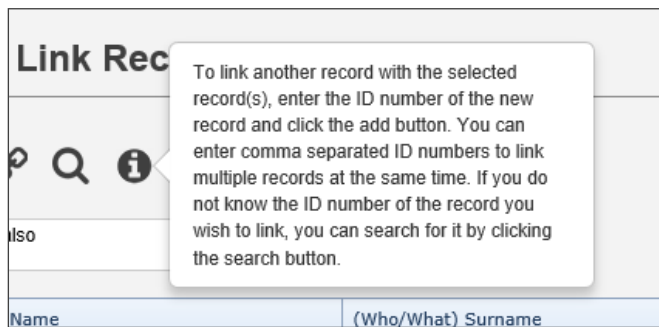 Link Rec
To link another record with the selected
record(s), enter the ID number of the new
record and click the add button. You can
enter comma separated ID numbers to link
multiple records at the same time. If you do
not know the ID number of the record you
wish to link, you can search for it by clicking
the search button.
lso
Name
(Who/What) Surname